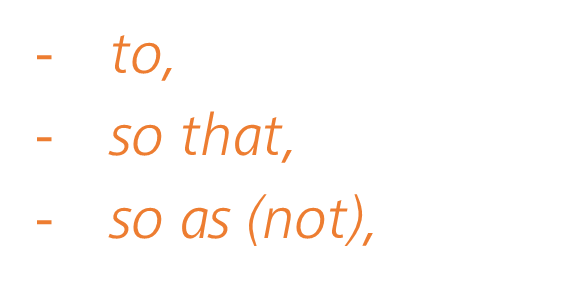 - to,
- so that,
- so as (not),